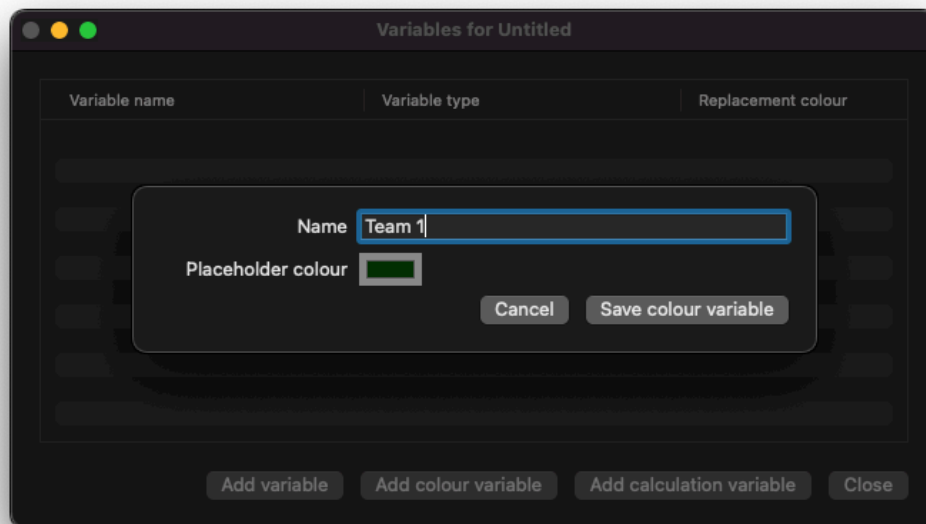 Variables for Untitled
Variable name Variable type Replacement colour
Name Team 1
Placeholder colour
Cancel Save colour variable
Add variable Add colour variable Add calculation variable Close